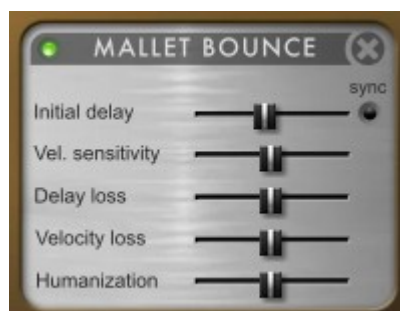 MALLET BOUNCE
sync
Initial delay
Vel. sensitivity
Delay loss
Velocity loss
Humanization